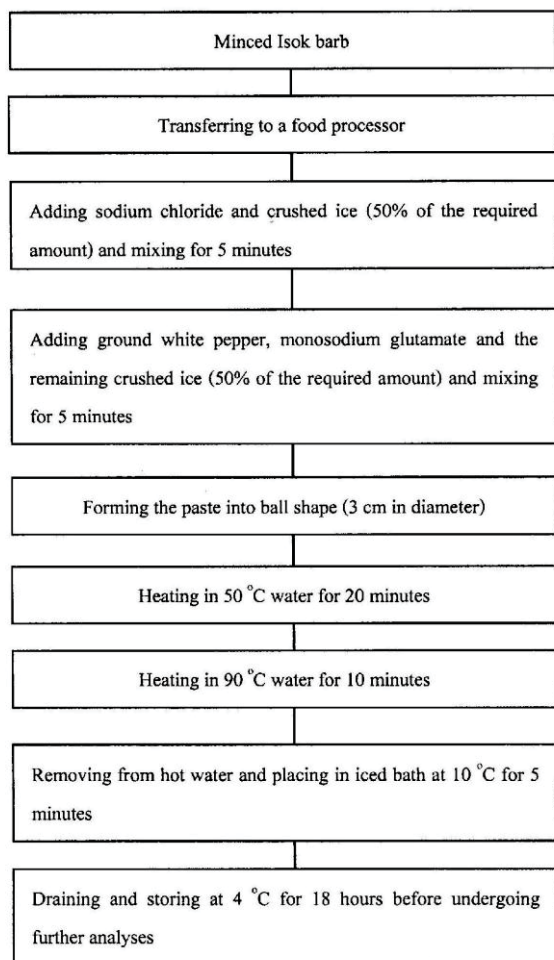 Minced Isok barb
Transferring to a food processor
Adding sodium chloride and crushed ice (50% of the required
amount) and mixing for 5 minutes
Adding ground white pepper, monosodium glutamate and the
remaining crushed ice (50% of the required amount) and mixing
for 5 minutes
Forming the paste into ball shape (3 cm in diameter)
Heating in 50 °C water for 20 minutes
Heating in 90 °C water for 10 minutes
Removing from hot water and placing in iced bath at 10 °C for 5
minutes
Draining and storing at 4 °C for 18 hours before undergoing
further analyses